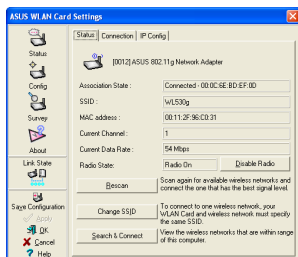 ASUS WLAN Card Settings
Status Connection IP Config
Status
[0012] ASUS 802.11g Network Adapter
Config
Association State : Connected - 00:0C:6E:BD:EF:0D
SSID : WL530g
Survey
MAC address : 00:11:2F:96:C0:31
Current Channel : 1
About
Current Data Rate : 54 Mbps
Link State
Radio State: Radio On Disable Radio
Rescan
Scan again for available wireless networks and
connect the one that has the best signal level.
Save Configuration
Apply
Change SSID
To connect to one wireless network, your
WLAN Card and wireless network must specify
the same SSID.
OK
Cancel
Search & Connect
View the wireless networks that are within range
of this computer.
Help